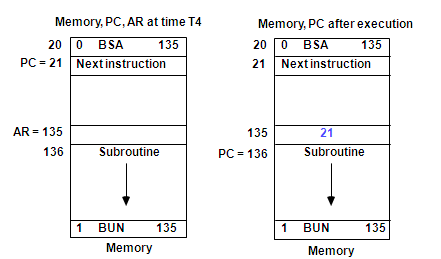 Memory, PC, AR at time T4
20 0 BSA 135
PC = 21 Next instruction
AR = 135
136 Subroutine
1 BUN 135
Memory
Memory, PC after execution
20 0 BSA 135
21 Next instruction
135 21
PC = 136 Subroutine
1 BUN 135
Memory